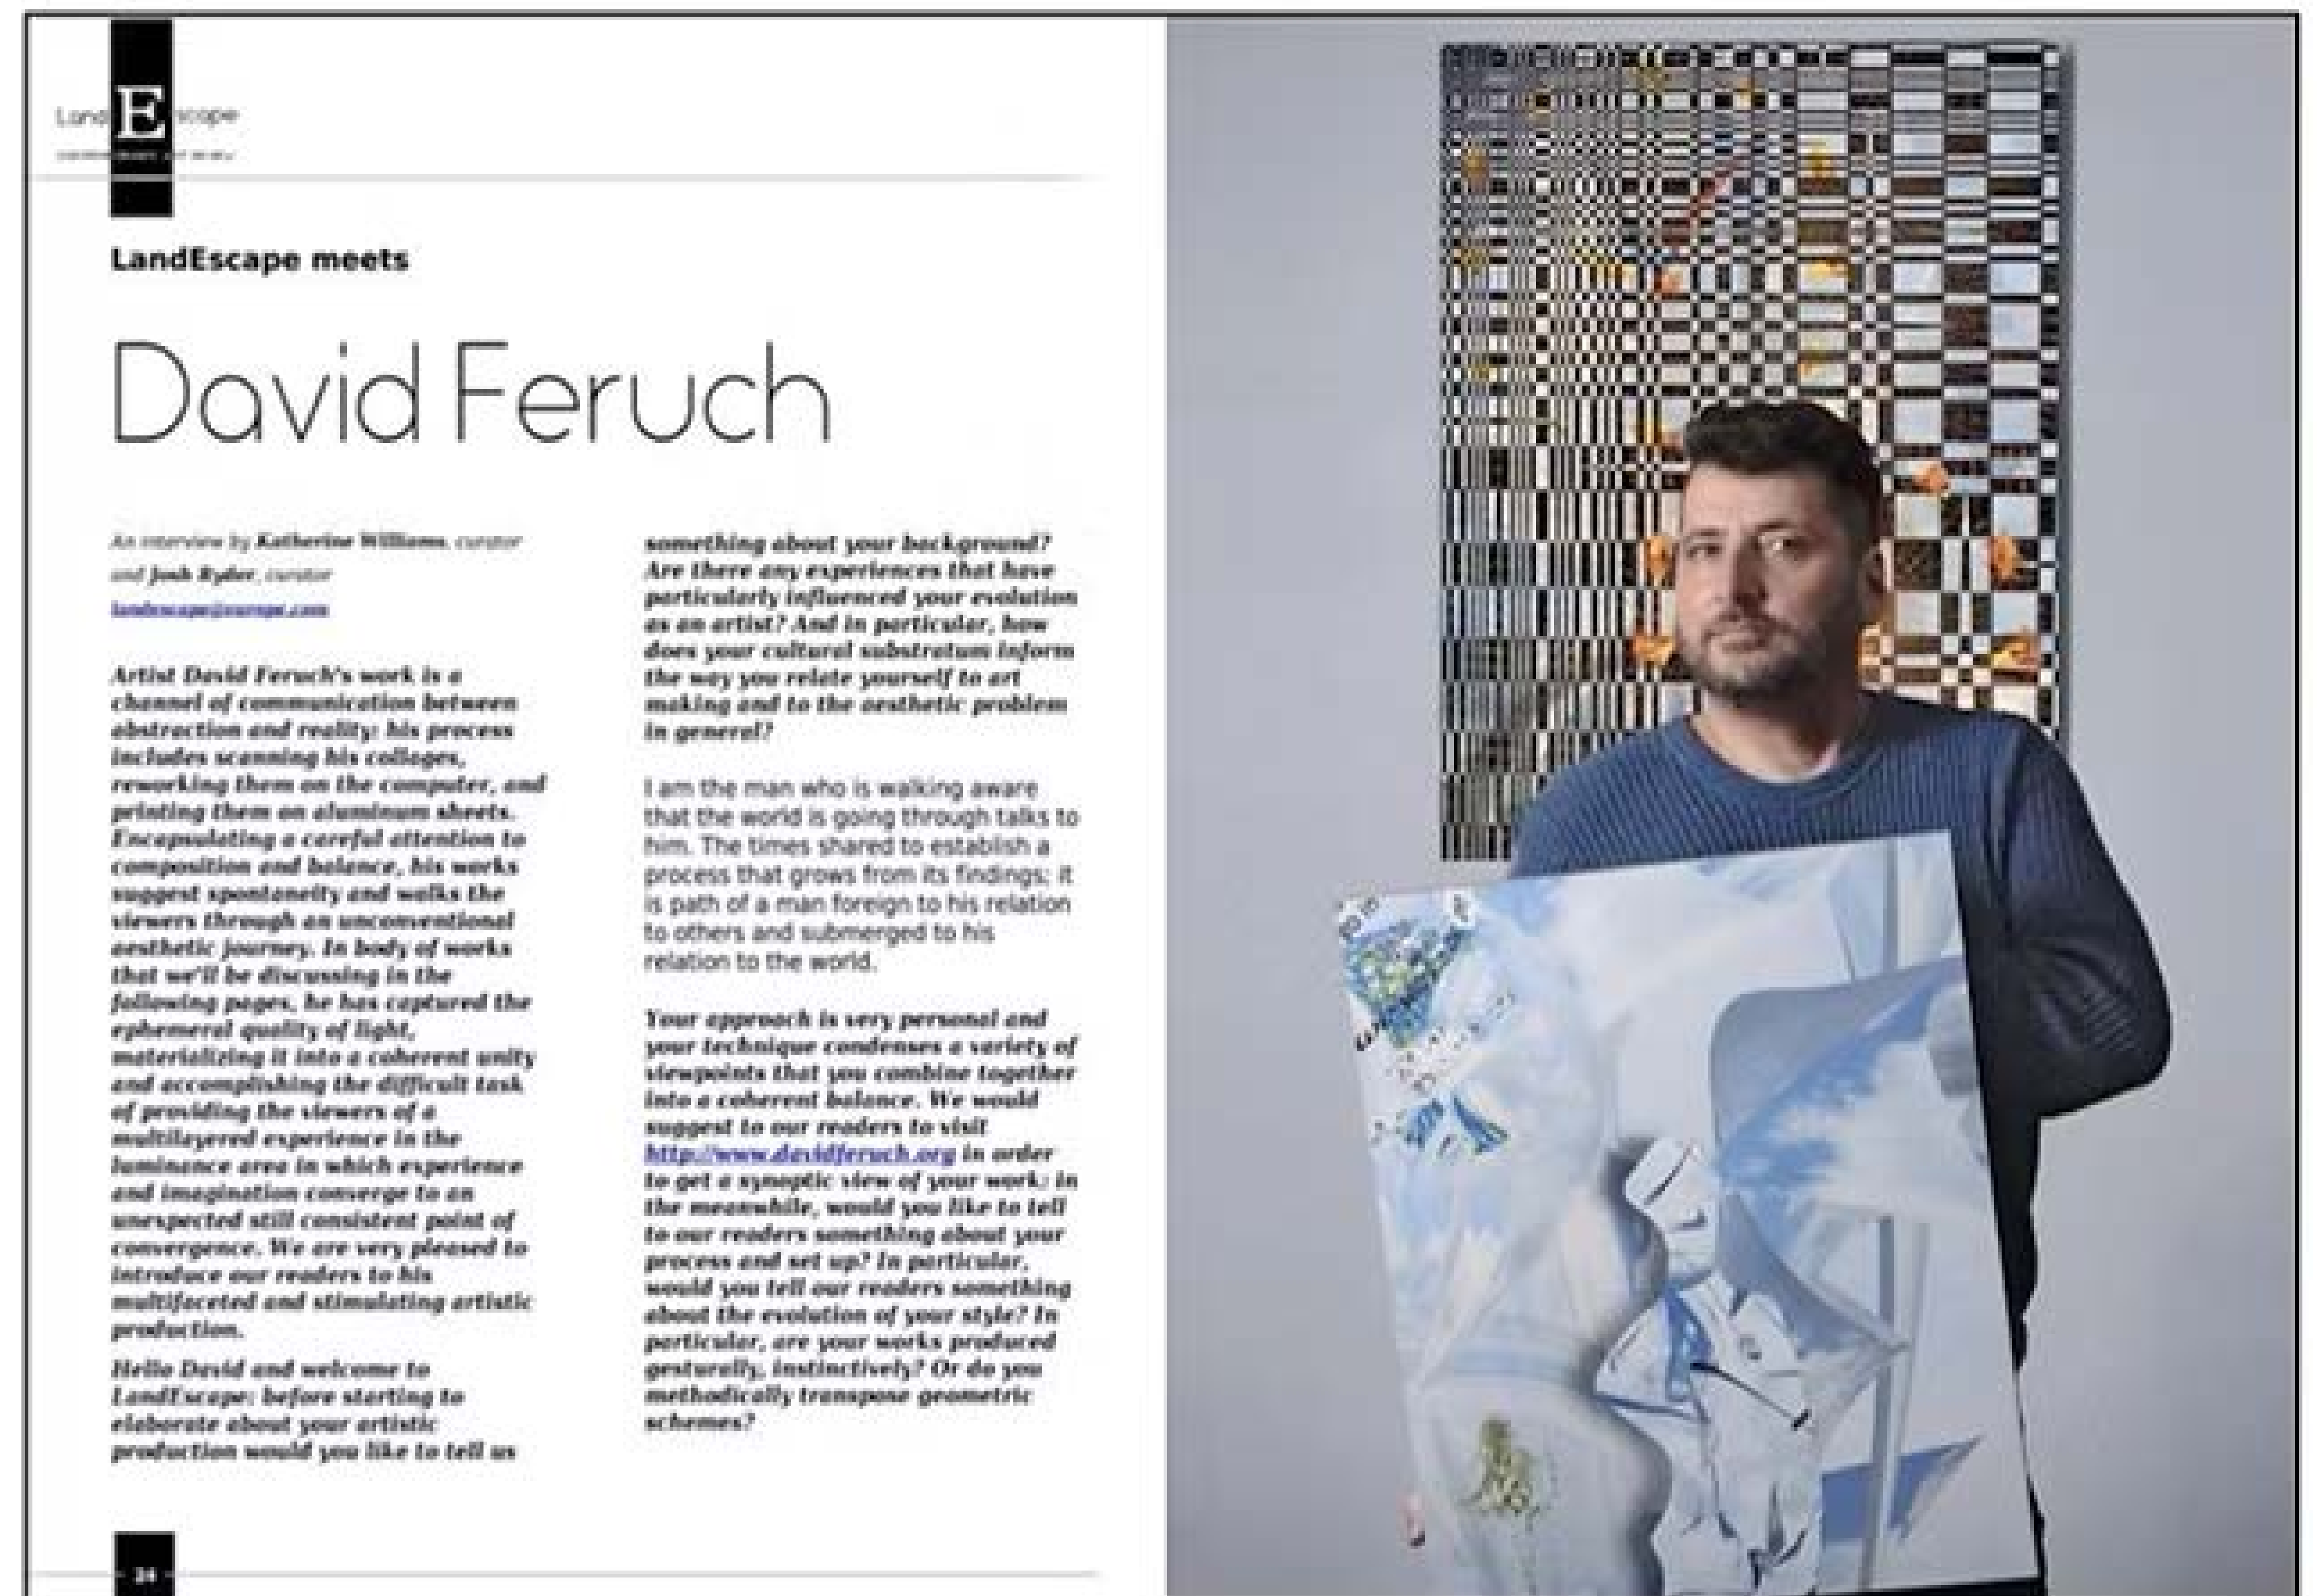 LandEscape
CONTEMPORARY ART REVIEW
LandEscape meets
David Feruch
An interview by Katherine Williams, curator
and Josh Ryder, curator
landescape@europe.com
Artist David Feruch's work is a
channel of communication between
abstraction and reality: his process
includes scanning his collages,
reworking them on the computer, and
printing them on aluminum sheets.
Encapsulating a careful attention to
composition and balance, his works
suggest spontaneity and walks the
viewers through an unconventional
aesthetic journey. In body of works
that we'll be discussing in the
following pages, he has captured the
ephemeral quality of light,
materializing it into a coherent unity
and accomplishing the difficult task
of providing the viewers of a
multilayered experience in the
luminance area in which experience
and imagination converge to an
unexpected still consistent point of
convergence. We are very pleased to
introduce our readers to his
multifaceted and stimulating artistic
production.
Hello David and welcome to
LandEscape: before starting to
elaborate about your artistic
production would you like to tell us
something about your background?
Are there any experiences that have
particularly influenced your evolution
as an artist? And in particular, how
does your cultural substratum inform
the way you relate yourself to art
making and to the aesthetic problem
in general?
I am the man who is walking aware
that the world is going through talks to
him. The times shared to establish a
process that grows from its findings; it
is path of a man foreign to his relation
to others and submerged to his
relation to the world.
Your approach is very personal and
your technique condenses a variety of
viewpoints that you combine together
into a coherent balance. We would
suggest to our readers to visit
http://www.davidferuch.org in order
to get a synoptic view of your work: in
the meanwhile, would you like to tell
to our readers something about your
process and set up? In particular,
would you tell our readers something
about the evolution of your style? In
particular, are your works produced
gesturally, instinctively? Or do you
methodically transpose geometric
schemes?